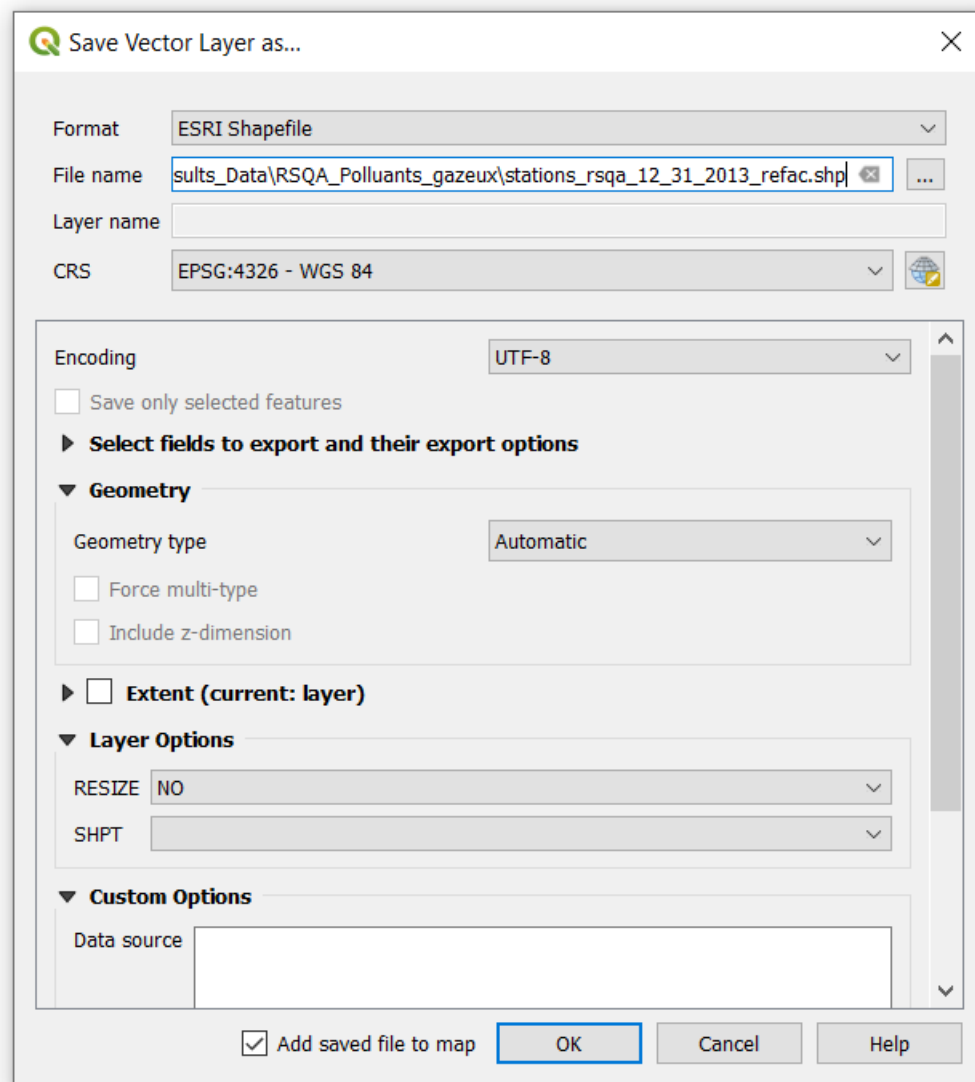 Save Vector Layer as...
Format ESRI Shapefile
File name sults_Data\RSQA_Polluants_gazeux\stations_rsqa_12_31_2013_refac.shp ...
Layer name
CRS EPSG:4326 - WGS 84
Encoding UTF-8
Save only selected features
Select fields to export and their export options
Geometry
Geometry type Automatic
Force multi-type
Include z-dimension
Extent (current: layer)
Layer Options
RESIZE NO
SHPT
Custom Options
Data source
Add saved file to map OK Cancel Help